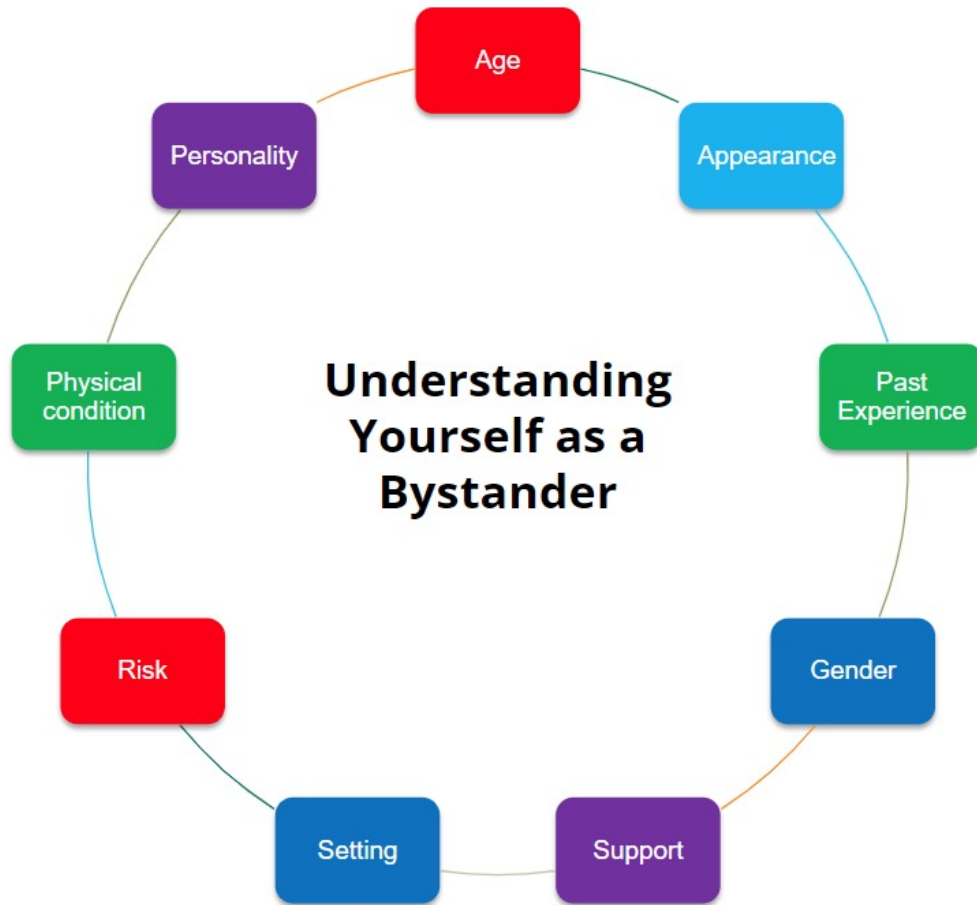 Age
Appearance
Past
Experience
Gender
Support
Setting
Risk
Physical
condition
Personality
Understanding
Yourself as a
Bystander